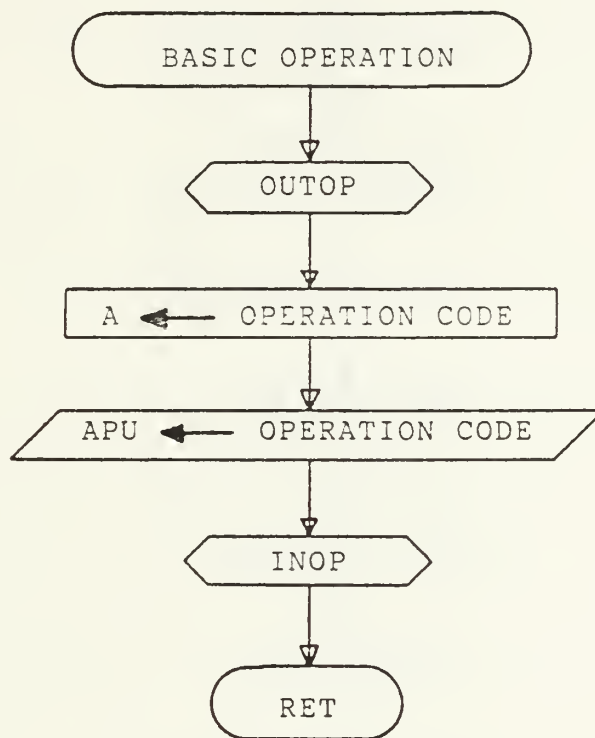 BASIC OPERATION
OUTOP
A ← OPERATION CODE
APU ← OPERATION CODE
INOP
RET